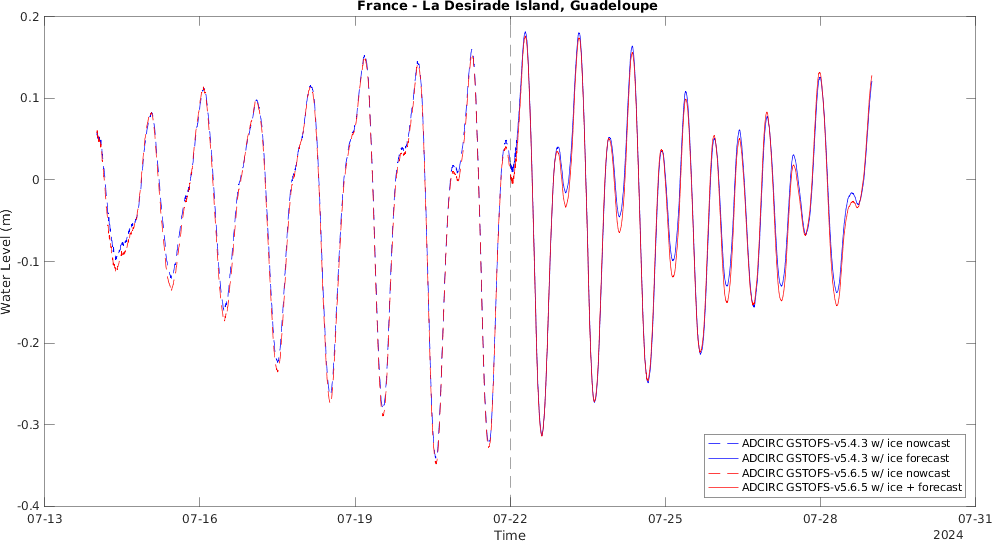 France - La Desirade Island, Guadeloupe
0.2
0.1
0
-0.1
-0.2
-0.3
-0.4
Water Level (m)
ADCIRC GSTOFS-v5.4.3 w/ ice nowcast
ADCIRC GSTOFS-v5.4.3 w/ ice forecast
ADCIRC GSTOFS-v5.6.5 w/ ice nowcast
ADCIRC GSTOFS-v5.6.5 w/ ice + forecast
07-13 07-16 07-19 07-22 07-25 07-28 07-31
Time
2024